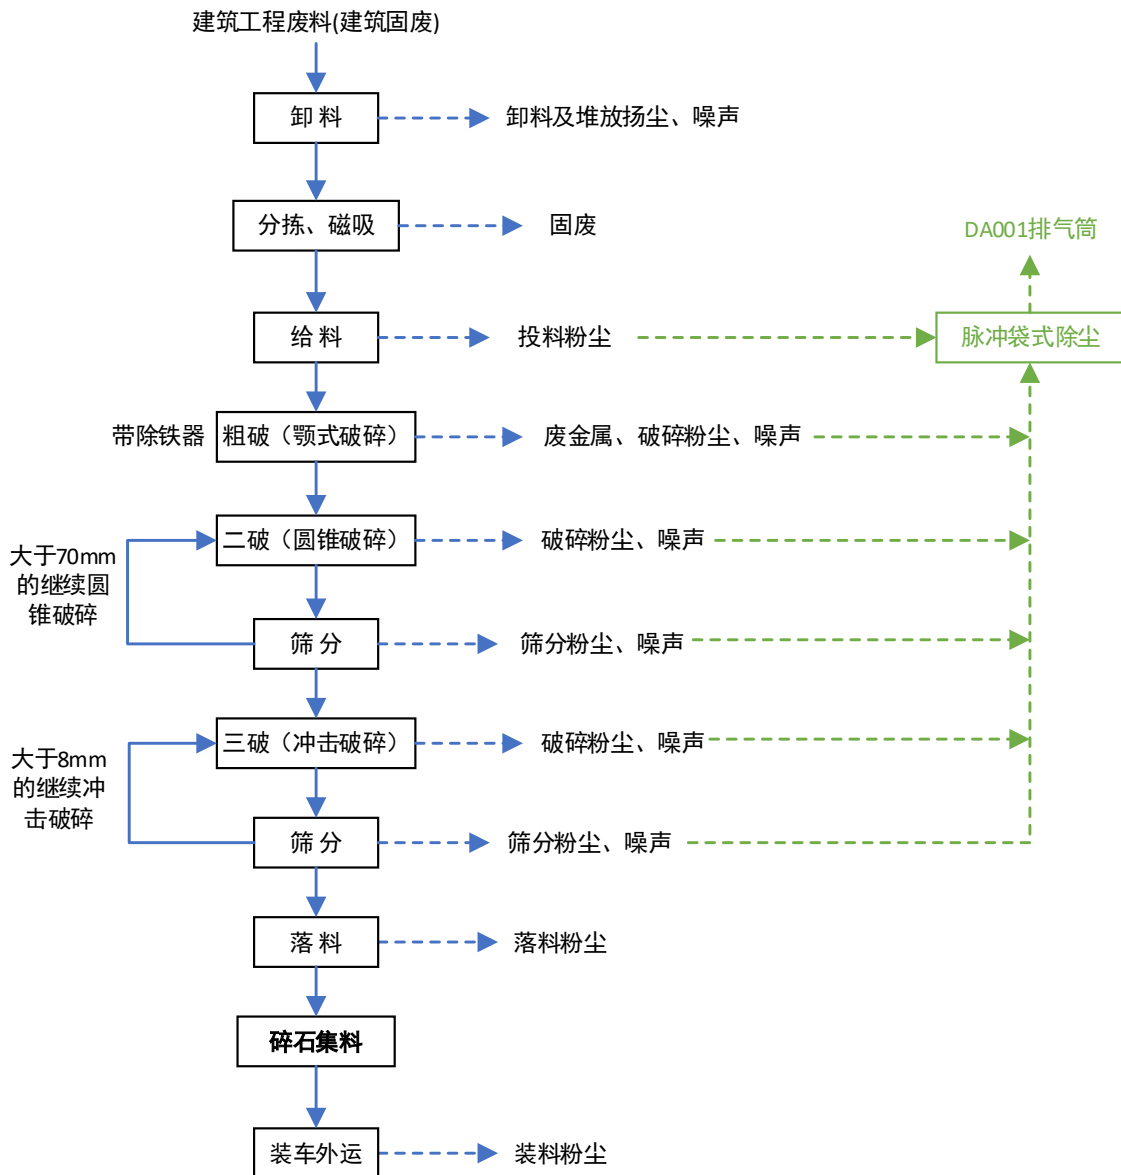 建筑工程废料(建筑固废)
卸 料
卸料及堆放扬尘、噪声
分拣、磁吸
固废
DA001排气筒
给 料
投料粉尘
脉冲袋式除尘
带除铁器
粗破（颚式破碎）
废金属、破碎粉尘、噪声
二破（圆锥破碎）
破碎粉尘、噪声
大于70mm
的继续圆
锥破碎
筛 分
筛分粉尘、噪声
三破（冲击破碎）
破碎粉尘、噪声
大于8mm
的继续冲
击破碎
筛 分
筛分粉尘、噪声
落 料
落料粉尘
碎石集料
装车外运
装料粉尘